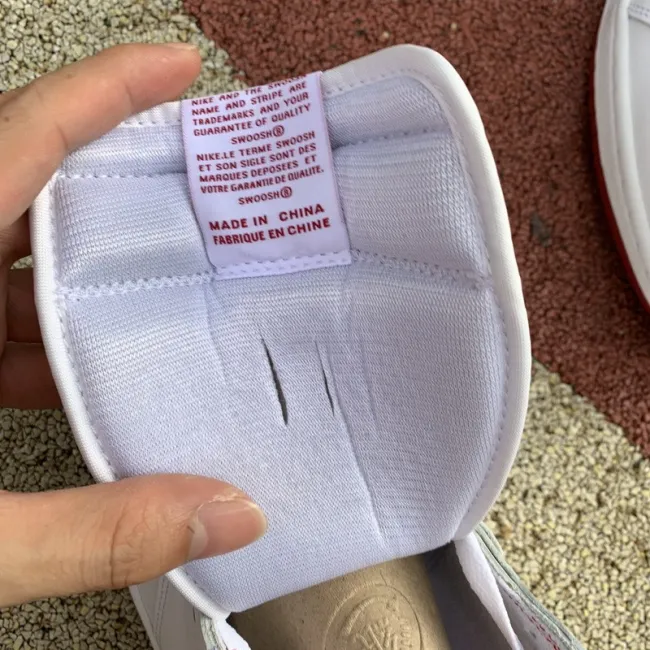 NIKE AND THE SWOOSH
NAME AND STRIPE ARE
TRADEMARKS AND YOUR
GUARANTEE OF QUALITY
SWOOSH®
NIKE.LE TERME SWOOSH
ET SON SIGLE SONT DES
MARQUES DEPOSEES ET
VOTRE GARANTIE DE QUALITE.
SWOOSH®
MADE IN CHINA
FABRIQUE EN CHINE